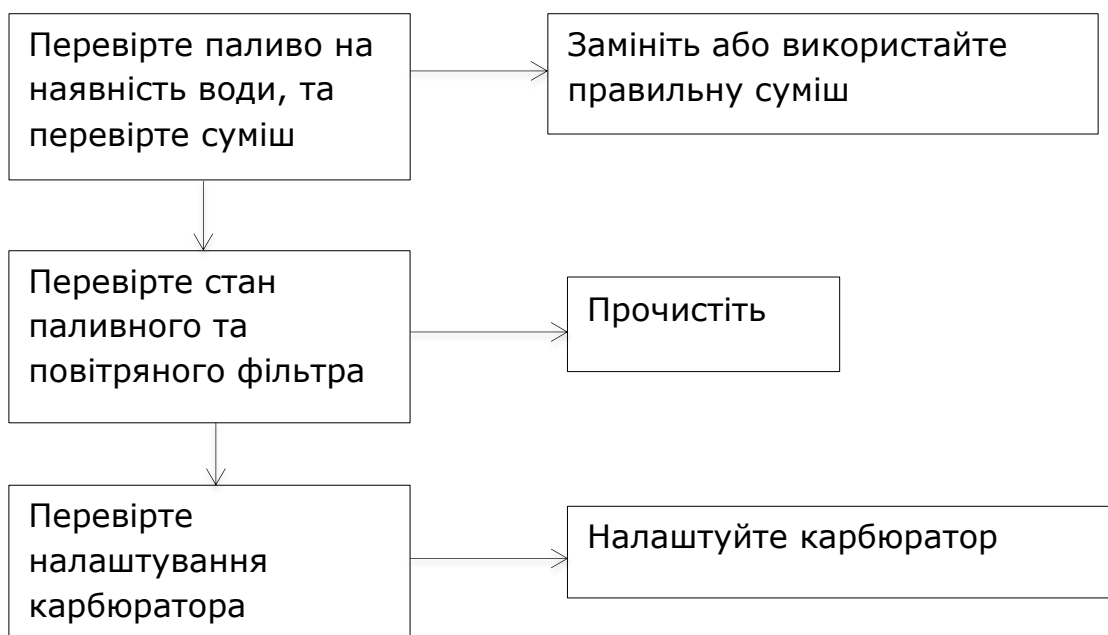 Перевірте паливо на
наявність води, та
перевірте суміш
Замініть або використайте
правильну суміш
Перевірте стан
паливного та
повітряного фільтра
Прочистіть
Перевірте
налаштування
карбюратора
Налаштуйте карбюратор